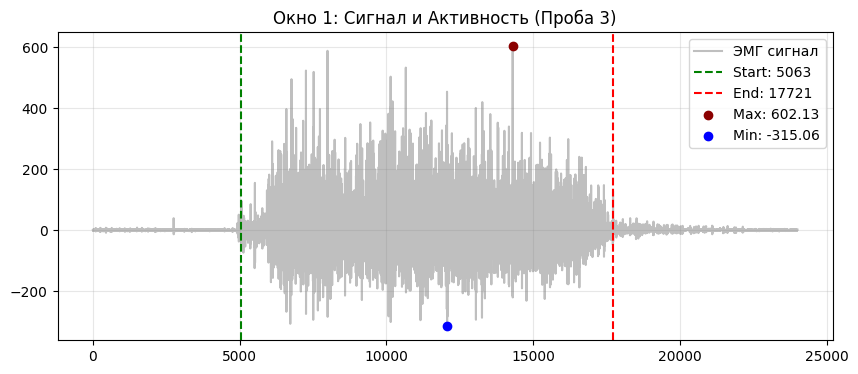 Окно 1: Сигнал и Активность (Проба 3)
ЭМГ сигнал
Start: 5063
End: 17721
Max: 602.13
Min: -315.06
600
400
200
0
−200
0
5000
10000
15000
20000
25000